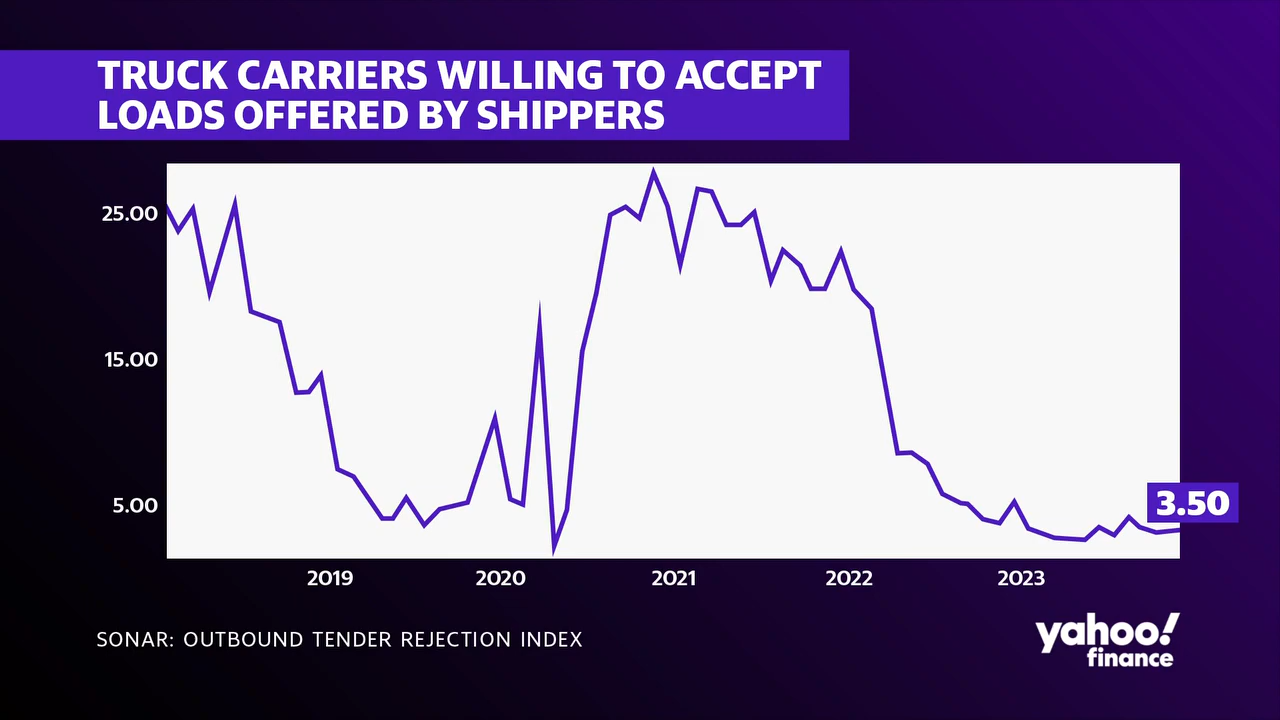 TRUCK CARRIERS WILLING TO ACCEPT
LOADS OFFERED BY SHIPPERS
25.00
15.00
5.00
3.50
2019 2020 2021 2022 2023
SONAR: OUTBOUND TENDER REJECTION INDEX
yahoo!
finance